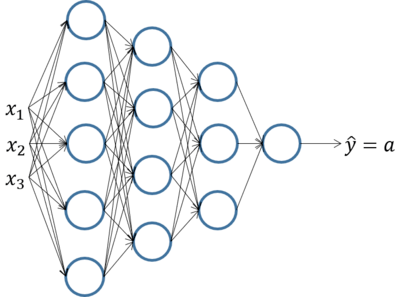 x₁
x₂
x₃
ŷ = a